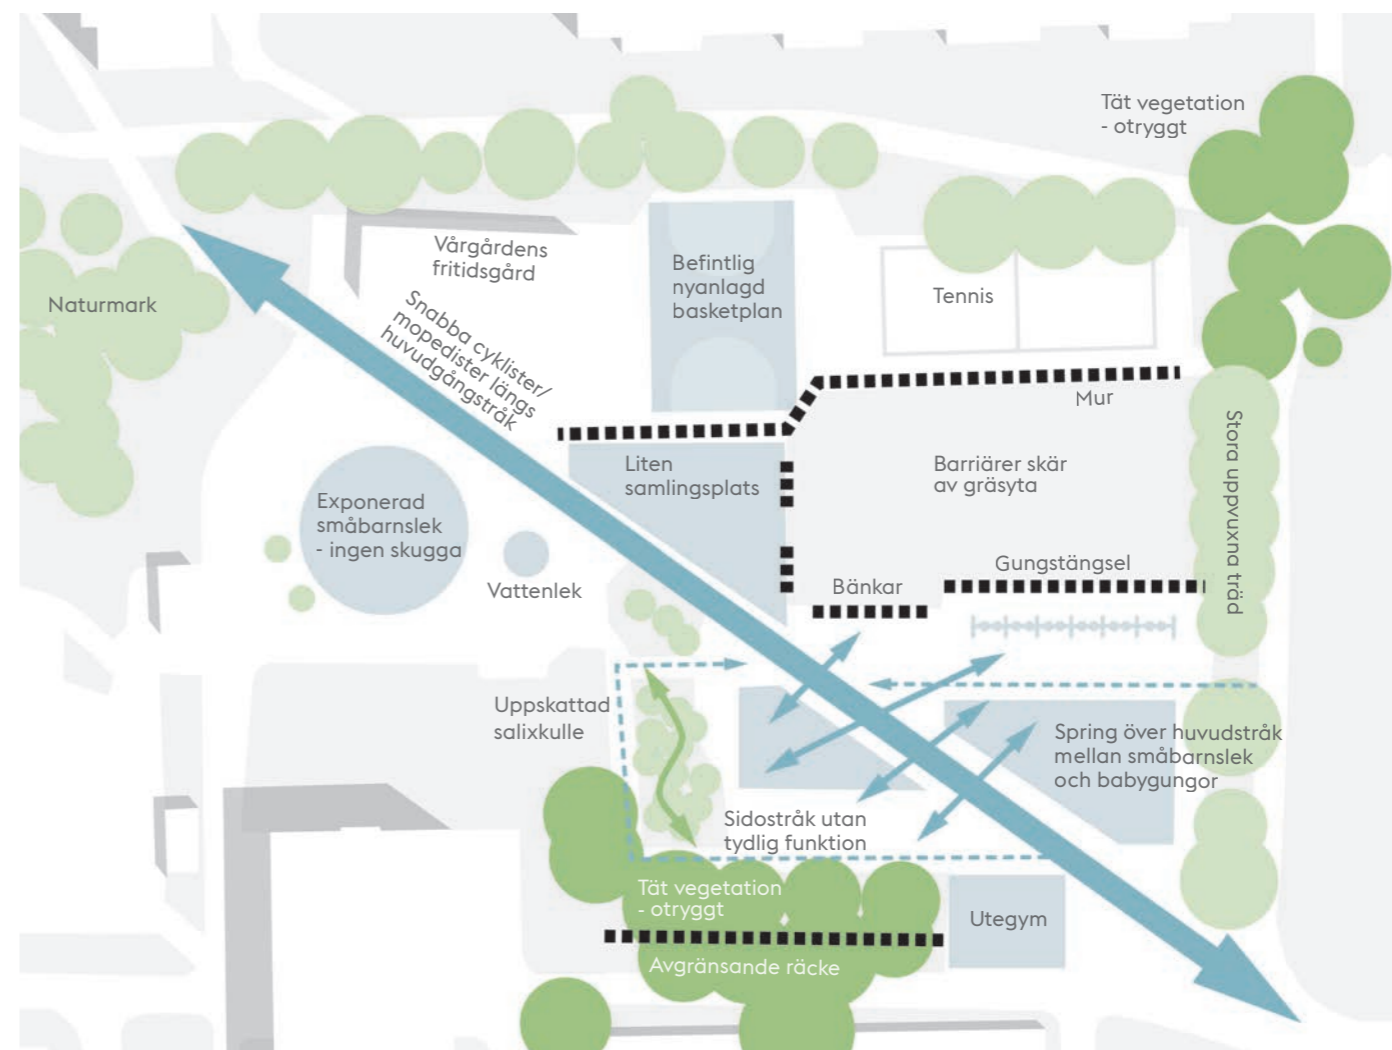 Tät vegetation
- otryggt
Vårgårdens
fritidsgård
Befintlig
nyanlagd
basketplan
Tennis
Naturmark
Snabba cyklister/
mopedister längs
huvudgångstråk
Mur
Liten
samlingsplats
Barriärer skär
av gräsyta
Stora uppvuxna träd
Exponerad
småbarnslek
- ingen skugga
Vattenlek
Bänkar
Gungstängsel
Uppskattad
salixkulle
Spring över huvudstråk
mellan småbarnslek
och babygungor
Sidostråk utan
tydlig funktion
Tät vegetation
- otryggt
Avgränsande räcke
Utegym